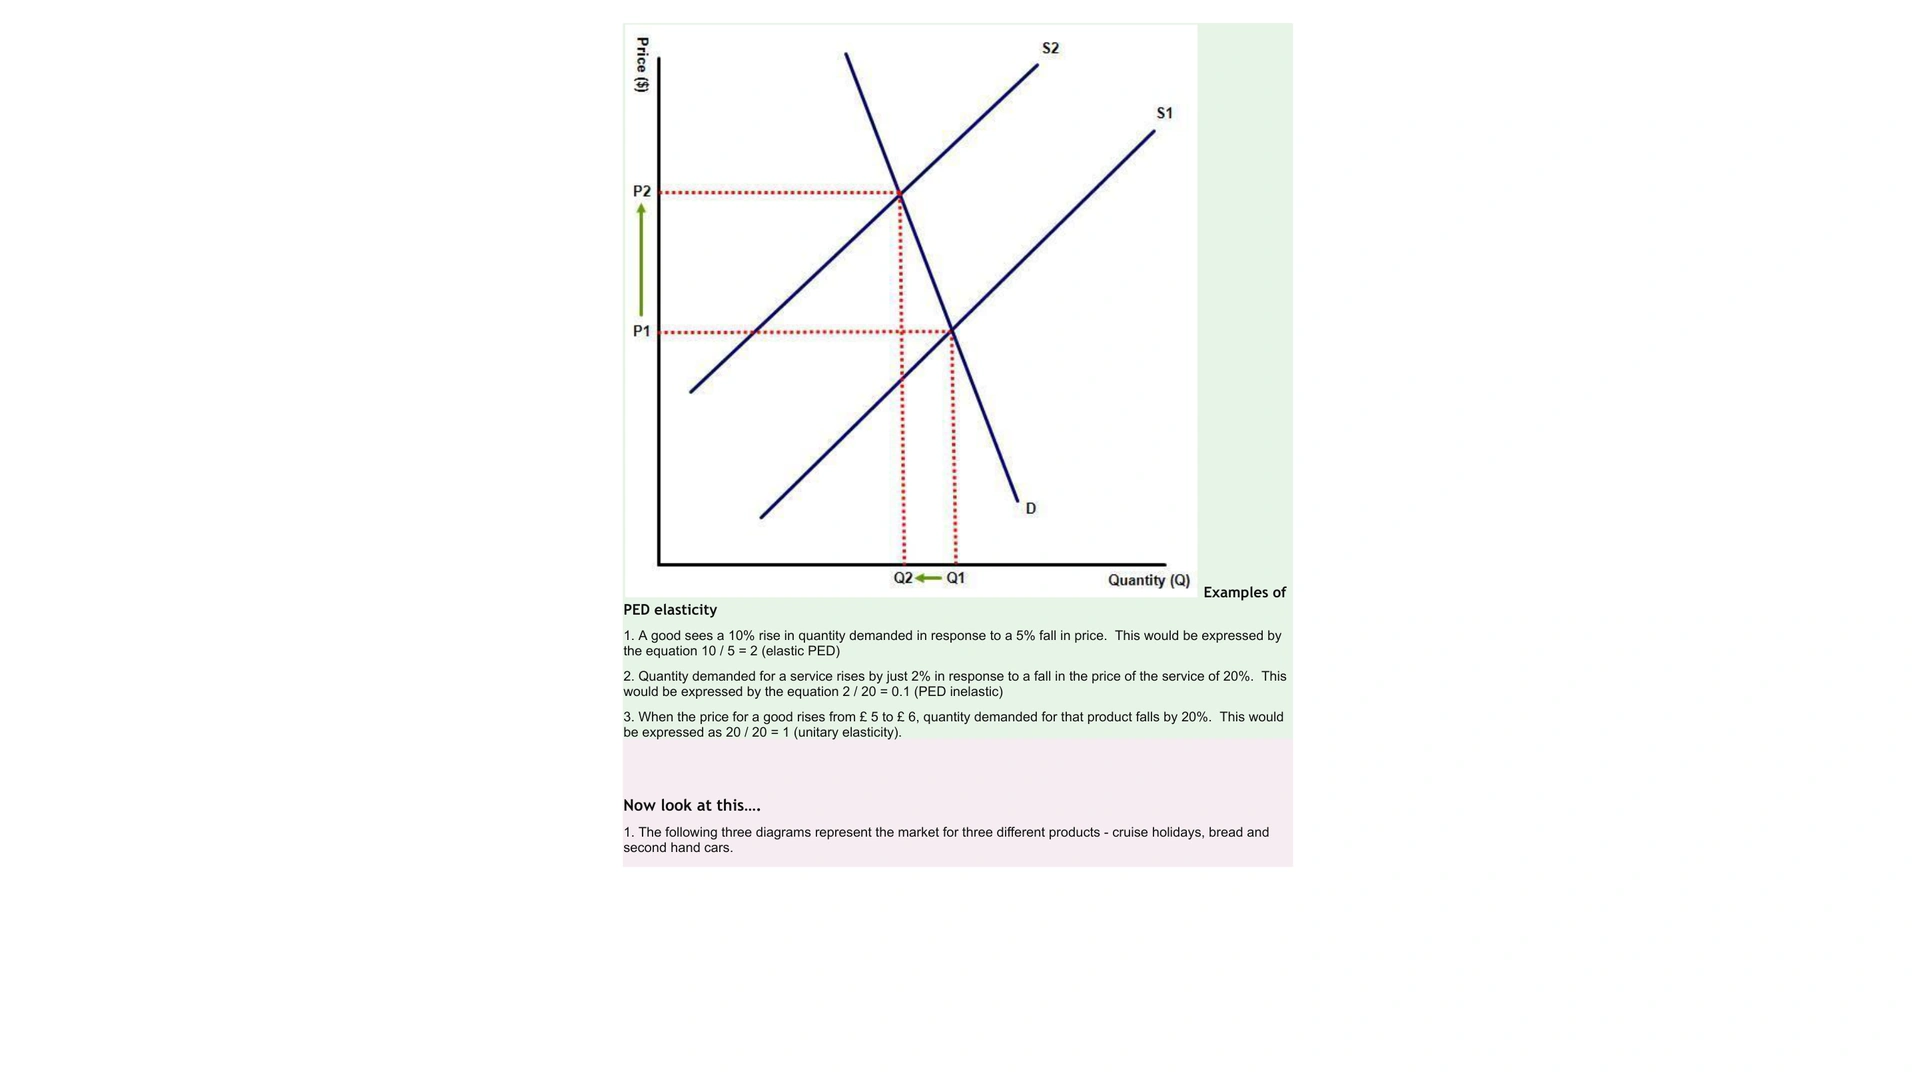 Price ($)
S2
S1
P2
P1
D
Q2
Q1
Quantity (Q)
Examples of
PED elasticity
1. A good sees a 10% rise in quantity demanded in response to a 5% fall in price.  This would be expressed by
the equation 10 / 5 = 2 (elastic PED)
2. Quantity demanded for a service rises by just 2% in response to a fall in the price of the service of 20%.  This
would be expressed by the equation 2 / 20 = 0.1 (PED inelastic)
3. When the price for a good rises from £ 5 to £ 6, quantity demanded for that product falls by 20%.  This would
be expressed as 20 / 20 = 1 (unitary elasticity).
Now look at this....
1. The following three diagrams represent the market for three different products - cruise holidays, bread and
second hand cars.